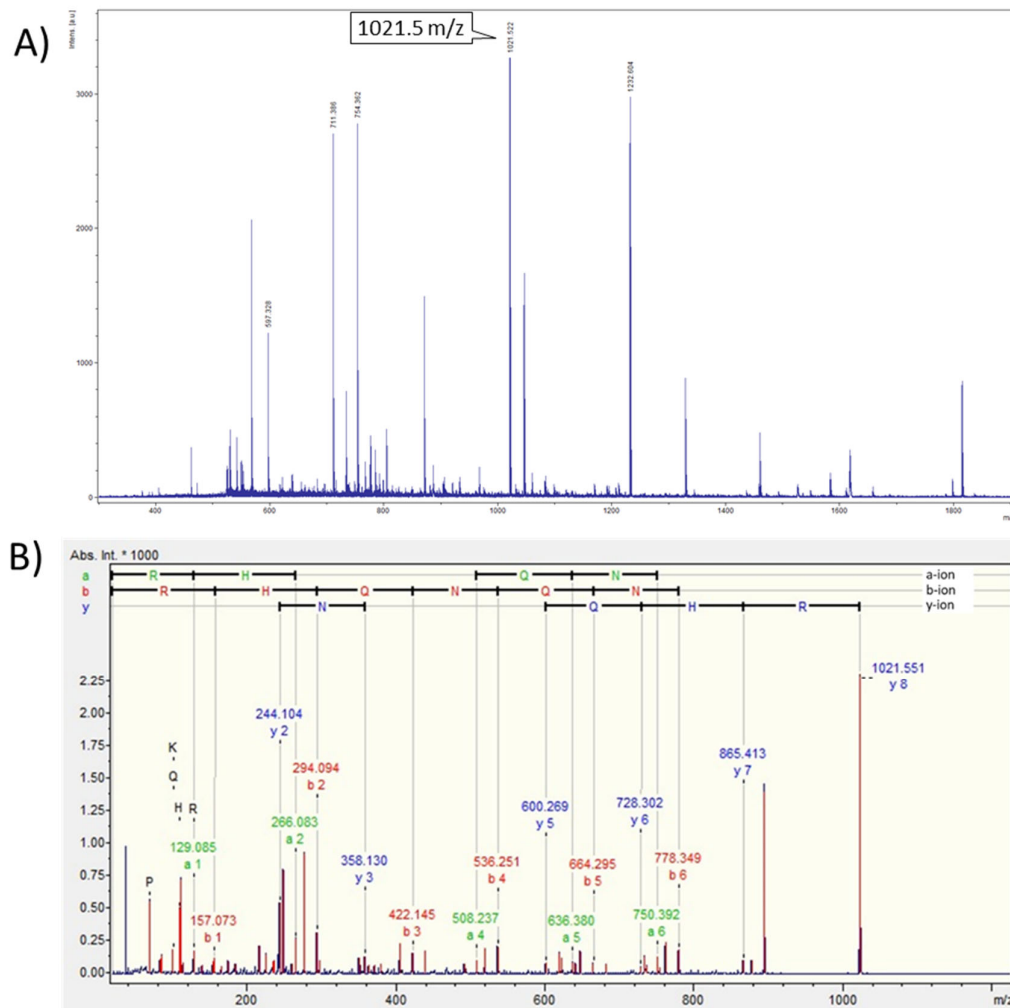 A)
Intens. [a.u.]
1021.5 m/z
1021.522
1232.604
711.386
754.362
597.328
3000
2000
1000
0
400
600
800
1000
1200
1400
1600
1800
B)
Abs. Int. * 1000
a R H Q N a-ion
b R H Q N Q N b-ion
y N Q H R y-ion
2.25
2.00
1.75
1.50
1.25
1.00
0.75
0.50
0.25
0.00
1021.551
y 8
244.104
y 2
865.413
y 7
K
Q
H R
294.094
b 2
600.269
y 5
728.302
y 6
266.083
a 2
129.085
a 1
P
358.130
y 3
536.251
b 4
664.295
b 5
778.349
b 6
157.073
b 1
422.145
b 3
508.237
a 4
636.380
a 5
750.392
a 6
200
400
600
800
1000
m/z